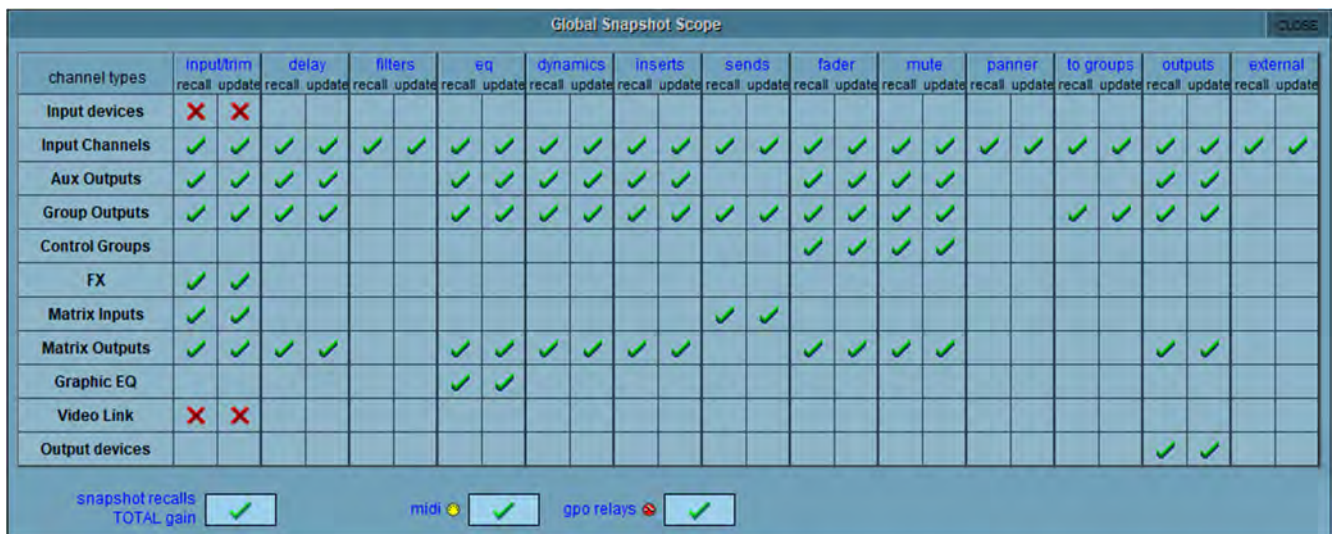 Global Snapshot Scope
CLOSE
channel types
input/trim delay filters eq dynamics inserts sends fader mute panner to groups outputs external
recall update recall update recall update recall update recall update recall update recall update recall update recall update recall update recall update recall update recall update
Input devices
Input Channels
Aux Outputs
Group Outputs
Control Groups
FX
Matrix Inputs
Matrix Outputs
Graphic EQ
Video Link
Output devices
snapshot recalls
TOTAL gain
midi
gpo relays